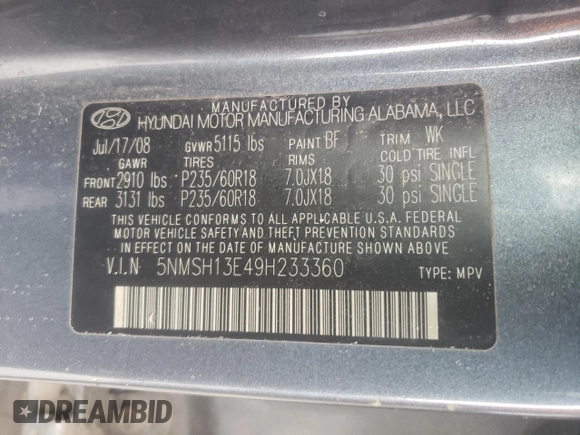 MANUFACTURED BY
HYUNDAI MOTOR MANUFACTURING ALABAMA, LLC
Jul/17/08 GVWR 5115 lbs PAINT BF TRIM WK
GAWR TIRES RIMS COLD TIRE INFL
FRONT 2910 lbs P235/60R18 7.0JX18 30 psi SINGLE
REAR 3131 lbs P235/60R18 7.0JX18 30 psi SINGLE
THIS VEHICLE CONFORMS TO ALL APPLICABLE U.S.A. FEDERAL
MOTOR VEHICLE SAFETY AND THEFT PREVENTION STANDARDS
IN EFFECT ON THE DATE OF MANUFACTURE SHOWN ABOVE.
V.I.N 5NMSH13E49H233360 TYPE: MPV
DREAMBID